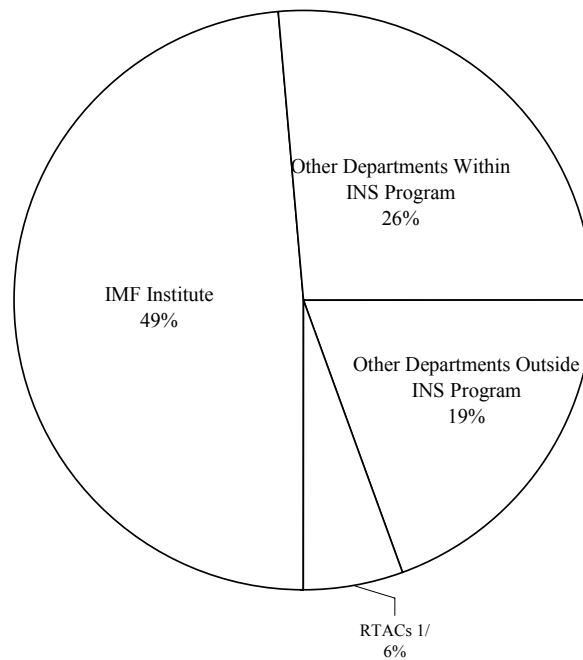 Other Departments Within
INS Program
26%
IMF Institute
49%
Other Departments Outside
INS Program
19%
RTACs 1/
6%